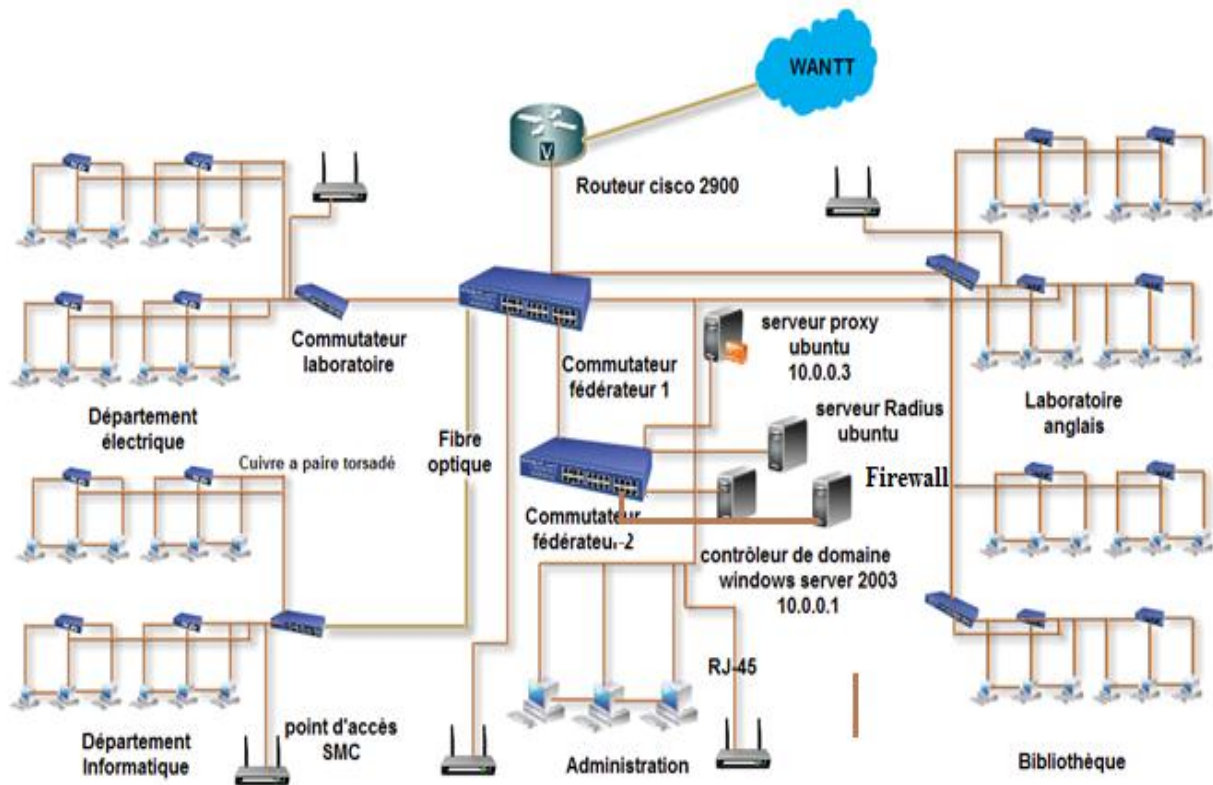 WANTT
Routeur cisco 2900
Commutateur
laboratoire
Commutateur
fédérateur 1
serveur proxy
ubuntu
10.0.0.3
Département
électrique
Laboratoire
anglais
serveur Radius
ubuntu
Fibre
optique
Cuivre a paire torsadé
Firewall
Commutateur
fédérateur-2
contrôleur de domaine
windows server 2003
10.0.0.1
RJ-45
point d'accès
SMC
Département
Informatique
Administration
Bibliothèque